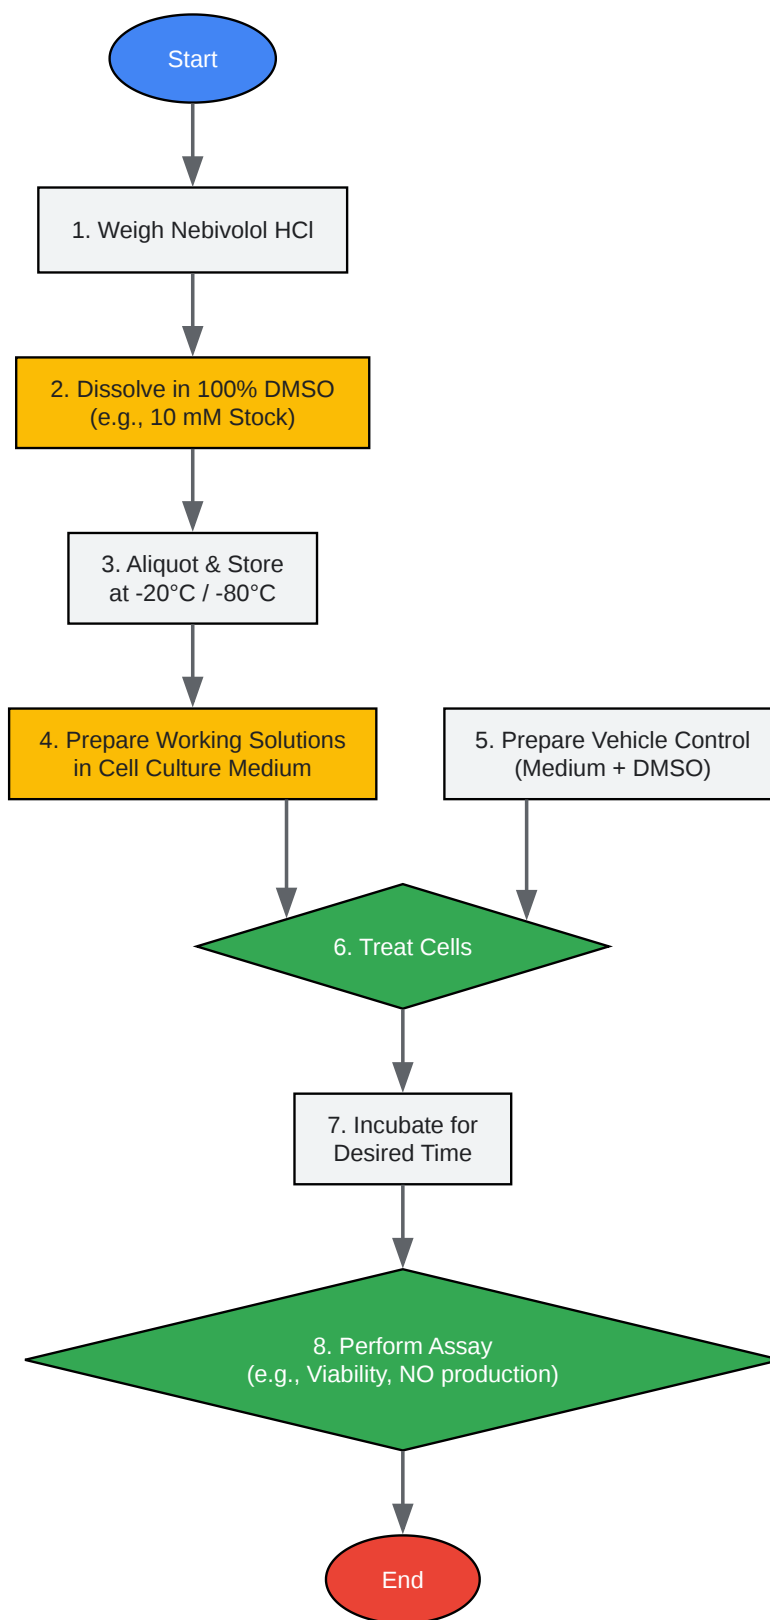 Start
1. Weigh Nebivolol HCl
2. Dissolve in 100% DMSO
(e.g., 10 mM Stock)
3. Aliquot & Store
at -20°C / -80°C
4. Prepare Working Solutions
in Cell Culture Medium
5. Prepare Vehicle Control
(Medium + DMSO)
6. Treat Cells
7. Incubate for
Desired Time
8. Perform Assay
(e.g., Viability, NO production)
End